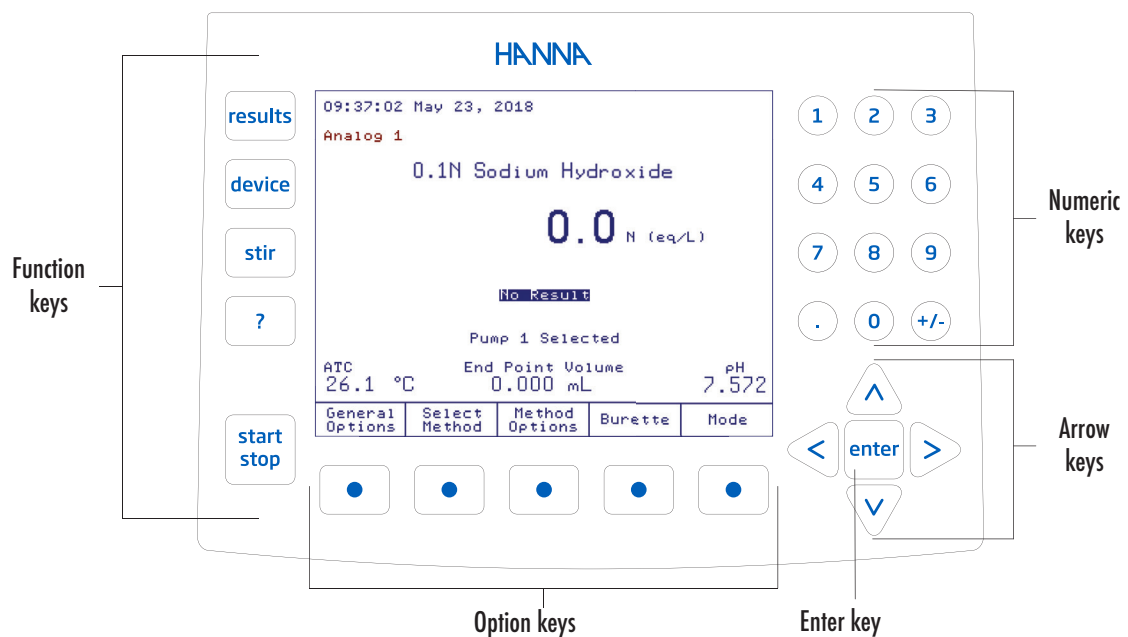 HANNA
results
device
stir
?
start
stop
Function
keys
09:37:02 May 23, 2018
Analog 1
0.1N Sodium Hydroxide
0.0 N (eq/L)
No Result
Pump 1 Selected
ATC End Point Volume pH
26.1 °C 0.000 mL 7.572
General Select Method Burette Mode
Options Method Options
1 2 3
4 5 6
7 8 9
. 0 +/-
Numeric
keys
∧
< enter >
∨
Arrow
keys
Option keys
Enter key